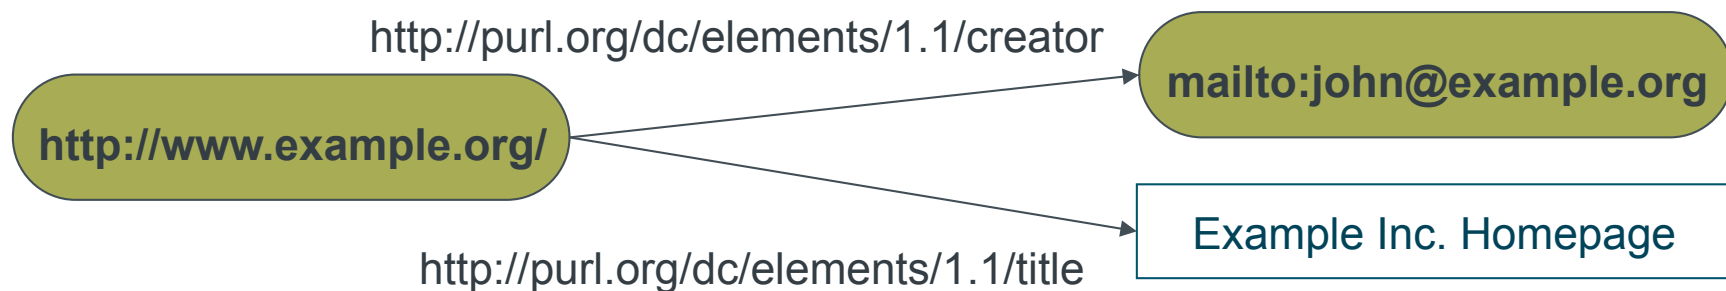 http://purl.org/dc/elements/1.1/creator
mailto:john@example.org
http://www.example.org/
Example Inc. Homepage
http://purl.org/dc/elements/1.1/title